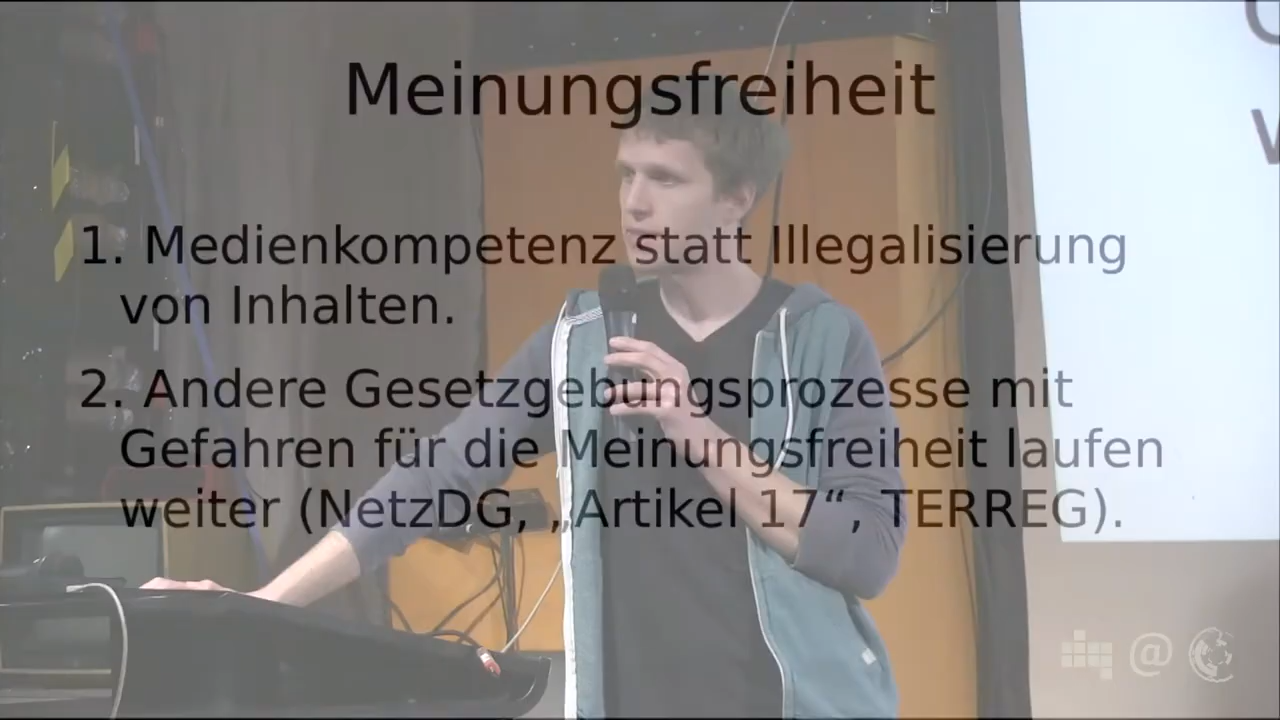 Meinungsfreiheit
1. Medienkompetenz statt Illegalisierung
von Inhalten.
2. Andere Gesetzgebungsprozesse mit
Gefahren für die Meinungsfreiheit laufen
weiter (NetzDG, „Artikel 17“, TERREG).
@